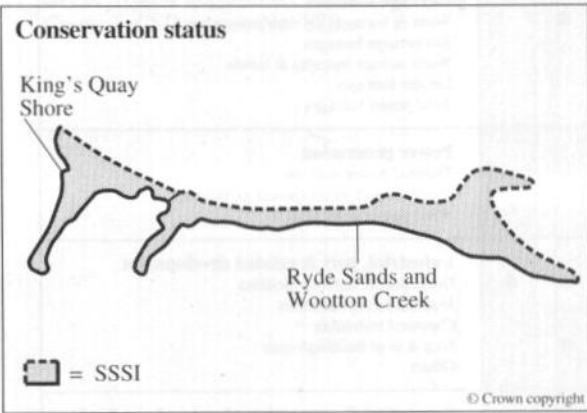 Conservation status
King's Quay
Shore
Ryde Sands and
Wootton Creek
= SSSI
© Crown copyright